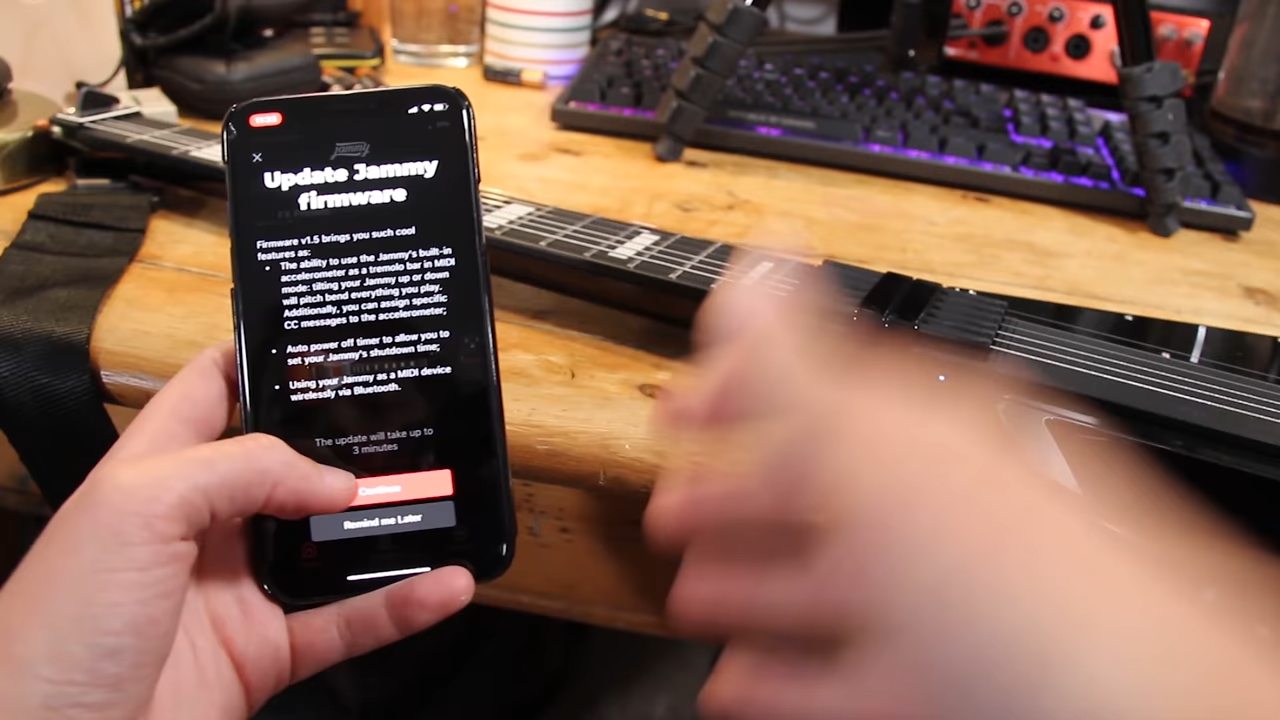 Jammy
Update Jammy
firmware
Firmware v1.5 brings you such cool
features as:
• The ability to use the Jammy's built-in
accelerometer as a tremolo bar in MIDI
mode: tilting your Jammy up or down
will pitch bend everything you play.
Additionally, you can assign specific
CC messages to the accelerometer;
• Auto power off timer to allow you to
set your Jammy's shutdown time;
• Using your Jammy as a MIDI device
wirelessly via Bluetooth.
The update will take up to
3 minutes
Continue
Remind me Later